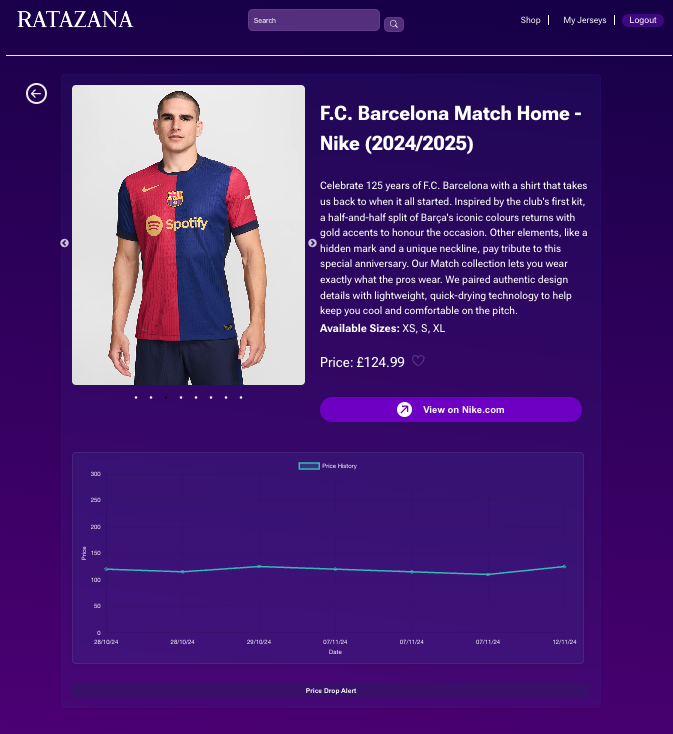 RATAZANA
Search
Shop
My Jerseys
Logout
F.C. Barcelona Match Home -
Nike (2024/2025)
Spotify
Celebrate 125 years of F.C. Barcelona with a shirt that takes
us back to when it all started. Inspired by the club's first kit,
a half-and-half split of Barça's iconic colours returns with
gold accents to honour the occasion. Other elements, like a
hidden mark and a unique neckline, pay tribute to this
special anniversary. Our Match collection lets you wear
exactly what the pros wear. We paired authentic design
details with lightweight, quick-drying technology to help
keep you cool and comfortable on the pitch.
Available Sizes: XS, S, XL
Price: £124.99
View on Nike.com
Price History
300
250
200
150
100
50
0
Price
28/10/24 28/10/24 29/10/24 07/11/24 07/11/24 07/11/24 12/11/24
Date
Price Drop Alert